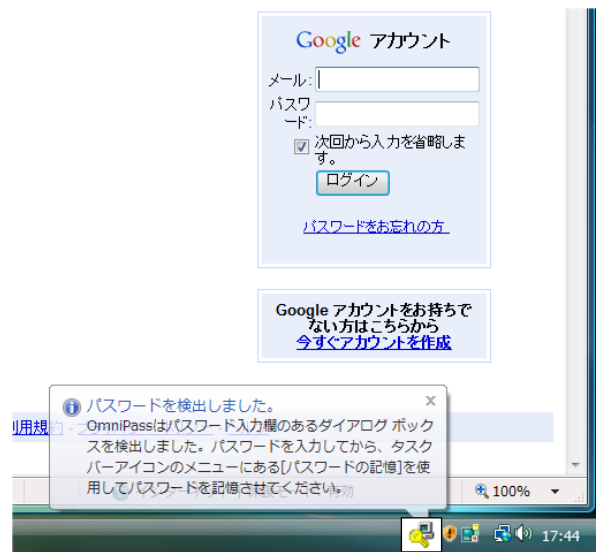 Google アカウント
メール:
パスワ
ード:
次回から入力を省略しま
す。
ログイン
パスワードをお忘れの方
Google アカウントをお持ちで
ない方はこちらから
今すぐアカウントを作成
パスワードを検出しました。
x
OmniPassはパスワード入力欄のあるダイアログ ボック
スを検出しました。パスワードを入力してから、タスク
バーアイコンのメニューにある[パスワードの記憶]を使
用してパスワードを記憶させてください。
利用規
100%
17:44